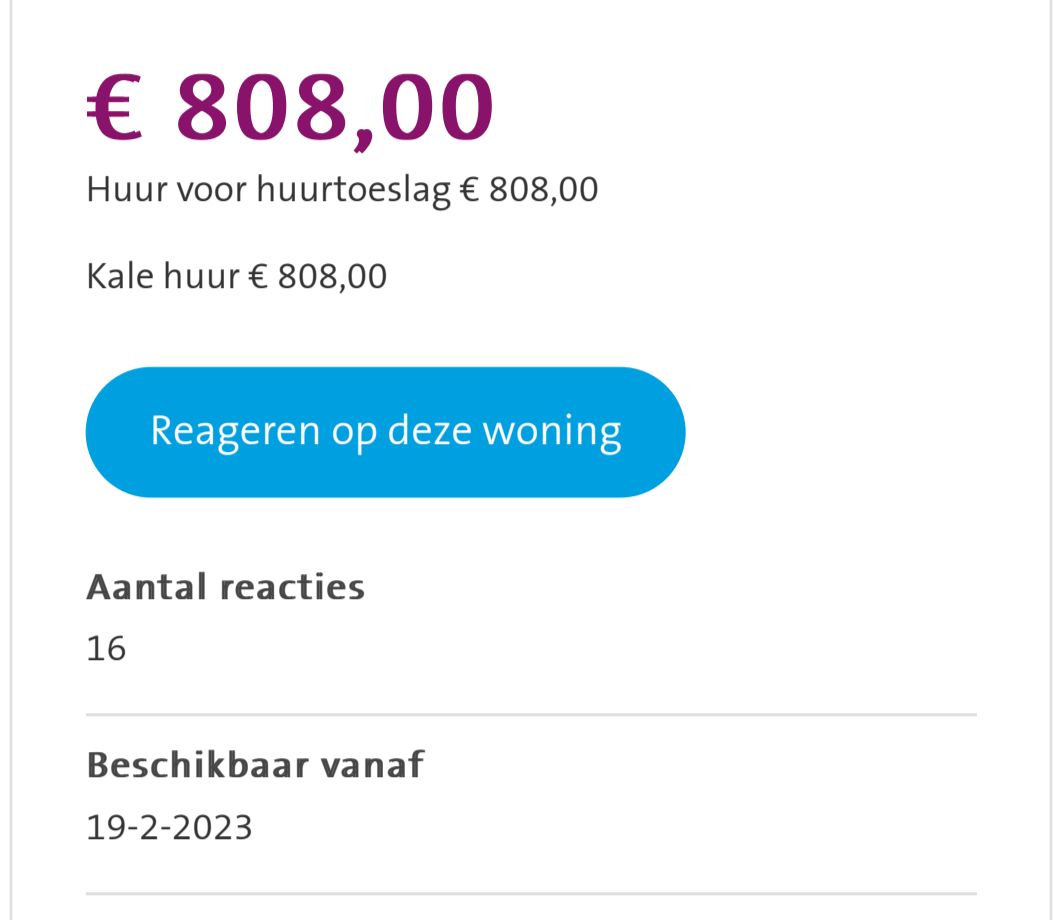 € 808,00
Huur voor huurtoeslag € 808,00
Kale huur € 808,00
Reageren op deze woning
Aantal reacties
16
Beschikbaar vanaf
19-2-2023